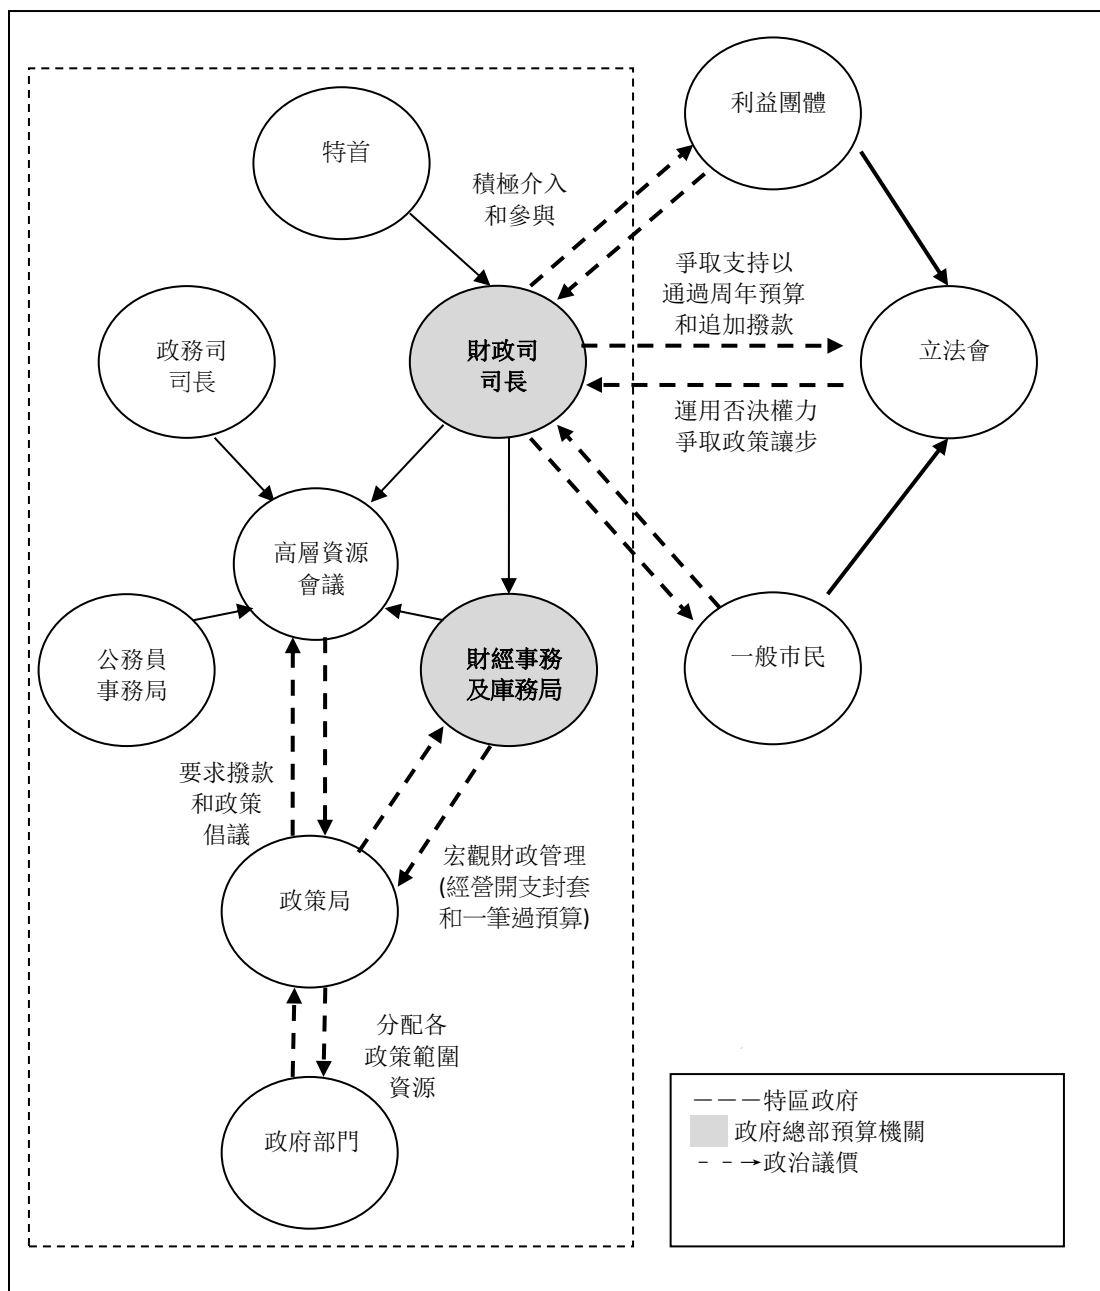 利益團體
特首
積極介入
和參與
爭取支持以
通過周年預算
和追加撥款
政務司
司長
財政司
司長
立法會
運用否決權力
爭取政策讓步
高層資源
會議
公務員
事務局
財經事務
及庫務局
一般市民
要求撥款
和政策
倡議
宏觀財政管理
(經營開支封套
和一筆過預算)
政策局
分配各
政策範圍
資源
政府部門
———特區政府
政府總部預算機關
- - →政治議價